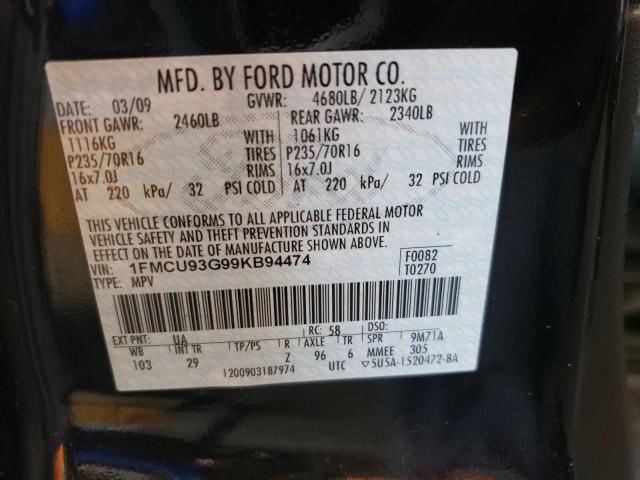 MFD. BY FORD MOTOR CO.
DATE: 03/09 GVWR: 4680LB/ 2123KG
FRONT GAWR: 2460LB REAR GAWR: 2340LB
1116KG WITH 1061KG WITH
P235/70R16 TIRES P235/70R16 TIRES
16x7.0J RIMS 16x7.0J RIMS
AT 220 kPa/ 32 PSI COLD AT 220 kPa/ 32 PSI COLD
THIS VEHICLE CONFORMS TO ALL APPLICABLE FEDERAL MOTOR
VEHICLE SAFETY AND THEFT PREVENTION STANDARDS IN
EFFECT ON THE DATE OF MANUFACTURE SHOWN ABOVE.
VIN: 1FMCU93G99KB94474 F0082
TYPE: MPV T0270
EXT PNT: UA RC: 58 DSO:
WB INT TR TP/PS R AXLE TR SPR 9M71A
103 29 Z 96 6 MMEE 305
1200903187974 UTC 5U5A-1520472-BA